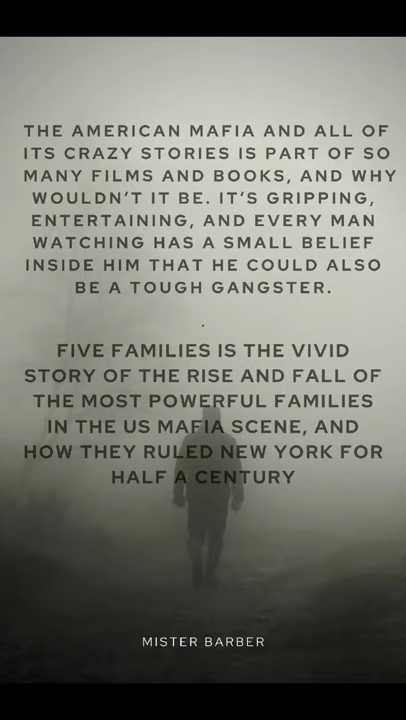 THE AMERICAN MAFIA AND ALL OF
ITS CRAZY STORIES IS PART OF SO
MANY FILMS AND BOOKS, AND WHY
WOULDN'T IT BE. IT'S GRIPPING,
ENTERTAINING, AND EVERY MAN
WATCHING HAS A SMALL BELIEF
INSIDE HIM THAT HE COULD ALSO
BE A TOUGH GANGSTER.
.
FIVE FAMILIES IS THE VIVID
STORY OF THE RISE AND FALL OF
THE MOST POWERFUL FAMILIES
IN THE US MAFIA SCENE, AND
HOW THEY RULED NEW YORK FOR
HALF A CENTURY
MISTER BARBER